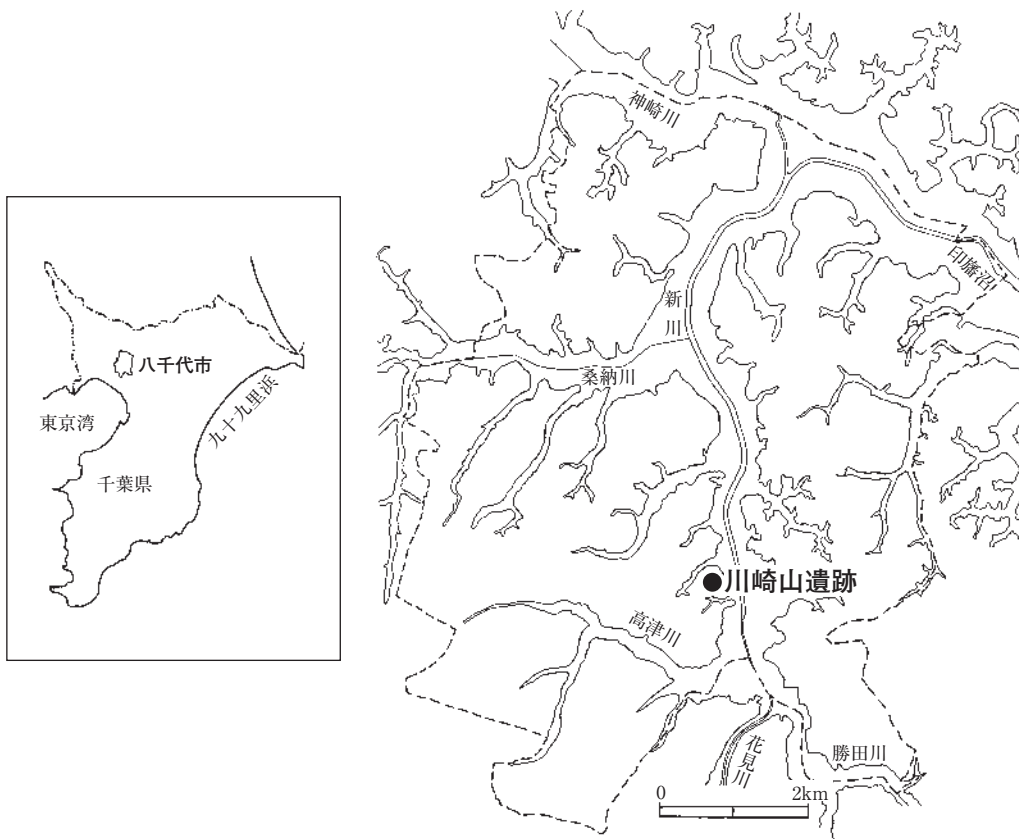 八千代市
東京湾
千葉県
九十九里浜
神崎川
印旛沼
新川
桑納川
川崎山遺跡
高津川
花見川
勝田川
0 2km